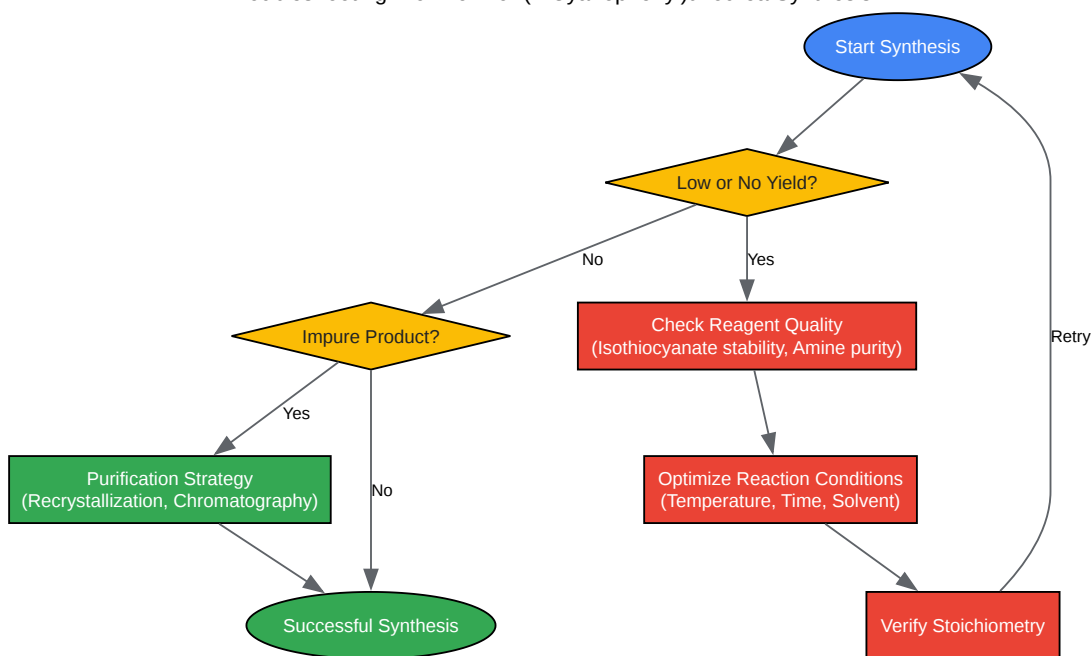 Start Synthesis
Low or No Yield?
No
Yes
Impure Product?
Check Reagent Quality
(Isothiocyanate stability, Amine purity)
Retry
Yes
No
Purification Strategy
(Recrystallization, Chromatography)
Optimize Reaction Conditions
(Temperature, Time, Solvent)
Successful Synthesis
Verify Stoichiometry